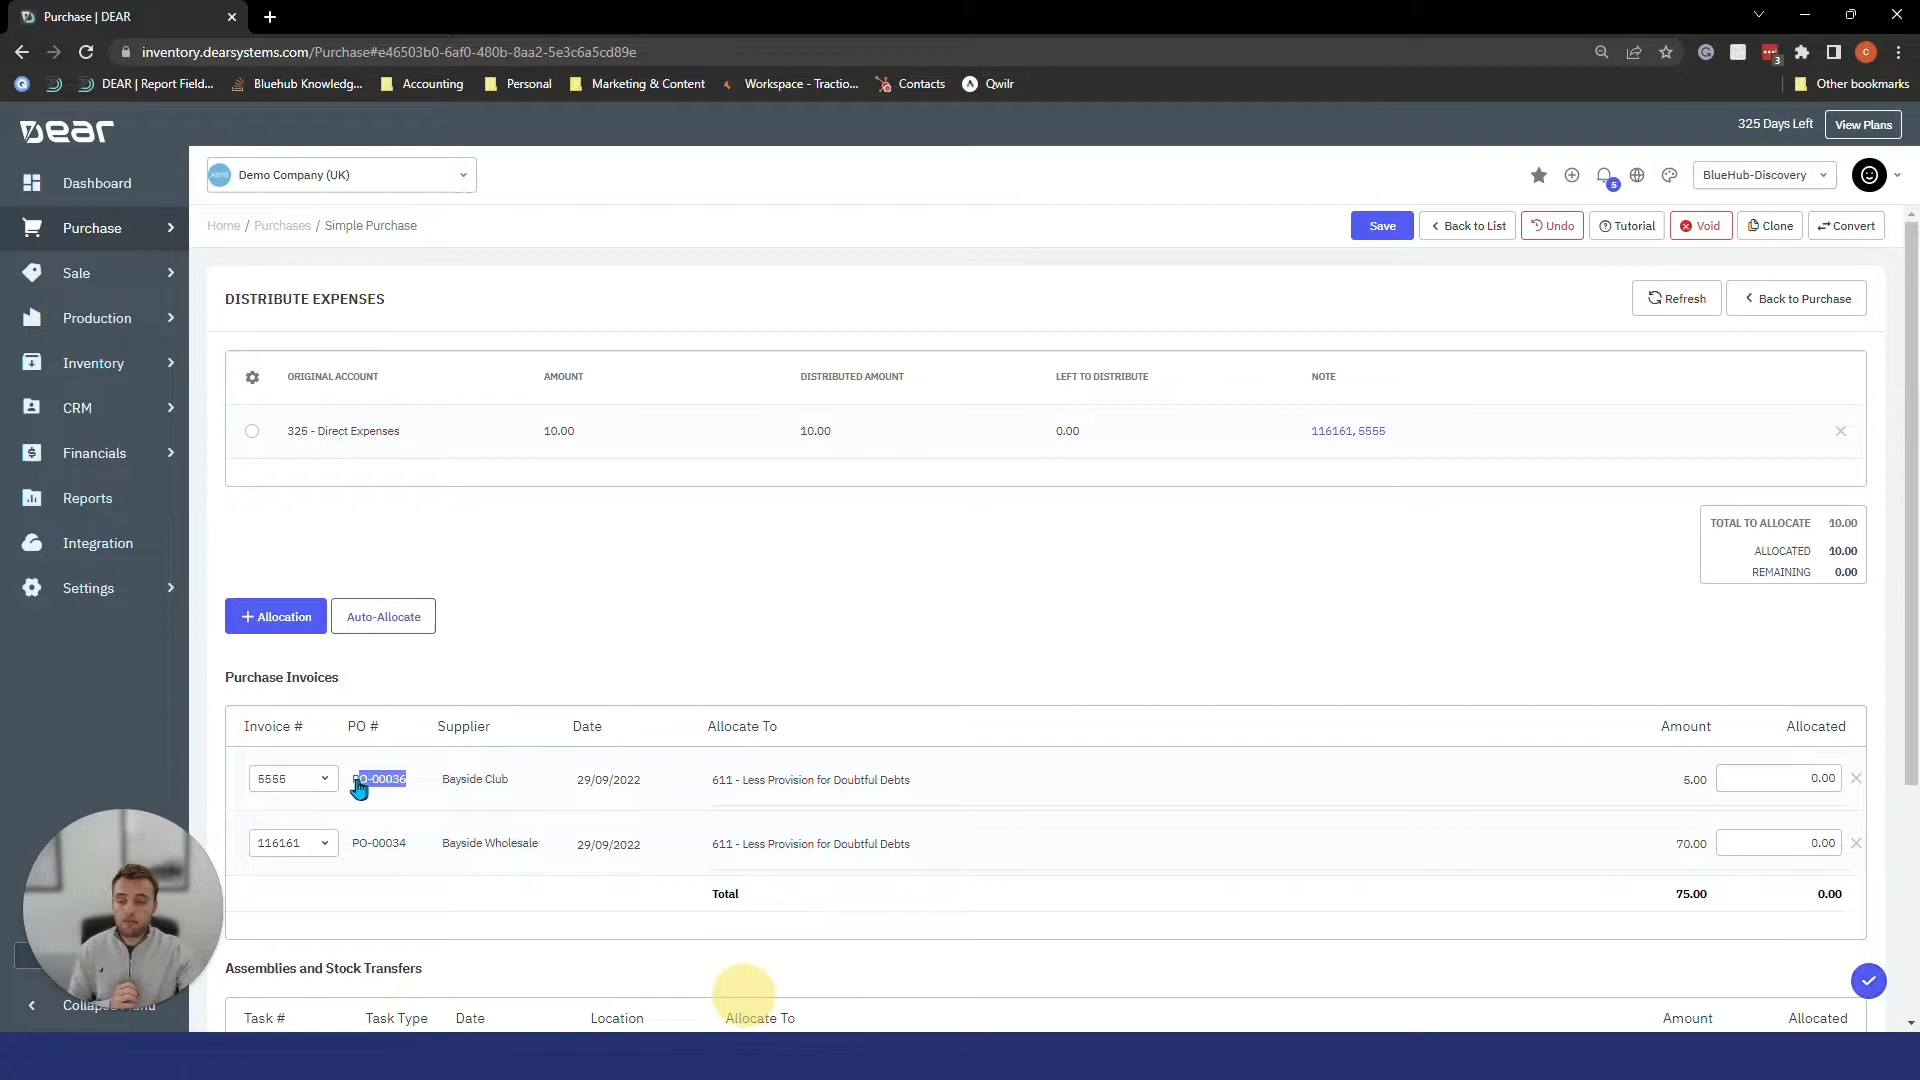 Purchase | DEAR
inventory.dearsystems.com/Purchase#e46503b0-6af0-480b-8aa2-5e3c6a5cd89e
3
C
DEAR | Report Field...
Bluehub Knowledg...
Accounting
Personal
Marketing & Content
Workspace - Tractio...
Contacts
Qwilr
Other bookmarks
Dear
325 Days Left
View Plans
Dashboard
Purchase
Sale
Production
Inventory
CRM
Financials
Reports
Integration
Settings
xero
Demo Company (UK)
5
BlueHub-Discovery
Home / Purchases / Simple Purchase
Save
Back to List
Undo
Tutorial
Void
Clone
Convert
DISTRIBUTE EXPENSES
Refresh
Back to Purchase
ORIGINAL ACCOUNT AMOUNT DISTRIBUTED AMOUNT LEFT TO DISTRIBUTE NOTE
325 - Direct Expenses 10.00 10.00 0.00 116161, 5555
TOTAL TO ALLOCATE 10.00
ALLOCATED 10.00
REMAINING 0.00
+ Allocation
Auto-Allocate
Purchase Invoices
Invoice # PO # Supplier Date Allocate To Amount Allocated
5555 PO-00036 Bayside Club 29/09/2022 611 - Less Provision for Doubtful Debts 5.00 0.00
116161 PO-00034 Bayside Wholesale 29/09/2022 611 - Less Provision for Doubtful Debts 70.00 0.00
Total 75.00 0.00
Assemblies and Stock Transfers
Task # Task Type Date Location Allocate To Amount Allocated